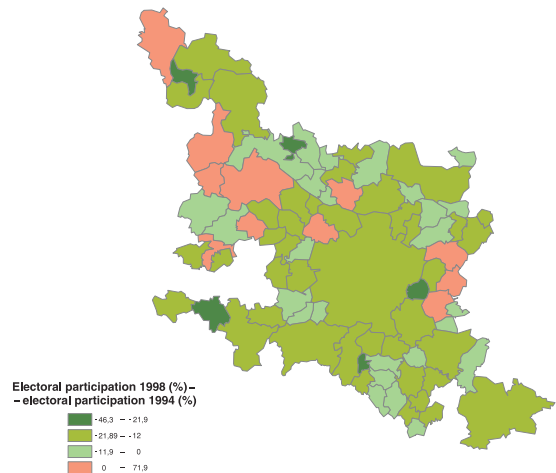 Electoral participation 1998 (%) –
– electoral participation 1994 (%)
-46,3 – -21,9
-21,89 – -12
-11,9 – 0
0 – 71,9